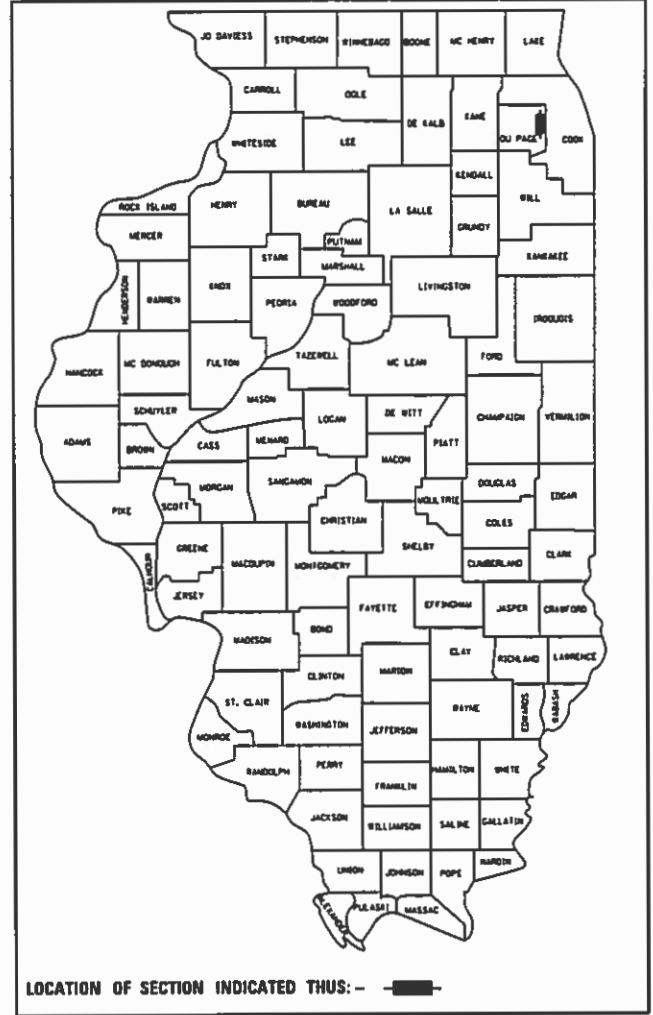 JO DAVIESS STEPHENSON WINNEBAGO BOONE MC HENRY LAKE
CARROLL OGLE
DE KALB KANE
DU PAGE COOK
WHITESIDE LEE
KENDALL
ROCK ISLAND HENRY BUREAU LA SALLE WILL
MERCER GRUNDY
PUTNAM
STARK MARSHALL KANKAKEE
HENDERSON WARREN KNOX PEORIA WOODFORD LIVINGSTON
IROQUOIS
HANCOCK MC DONOUGH FULTON TAZEWELL MC LEAN FORD
MASON
SCHUYLER LOGAN DE WITT CHAMPAIGN VERMILION
ADAMS BROWN CASS MENARD PIATT
MACON
PIKE SCOTT MORGAN SANGAMON MOULTRIE DOUGLAS EDGAR
CHRISTIAN COLES
CALHOUN GREENE MACOUPIN MONTGOMERY SHELBY CUMBERLAND CLARK
JERSEY FAYETTE EFFINGHAM JASPER CRAWFORD
MADISON BOND
CLAY RICHLAND LAWRENCE
CLINTON MARION
ST. CLAIR WAYNE EDWARDS WABASH
WASHINGTON JEFFERSON
MONROE
RANDOLPH PERRY HAMILTON WHITE
FRANKLIN
JACKSON WILLIAMSON SALINE GALLATIN
UNION JOHNSON POPE HARDIN
ALEXANDER PULASKI MASSAC
LOCATION OF SECTION INDICATED THUS: -